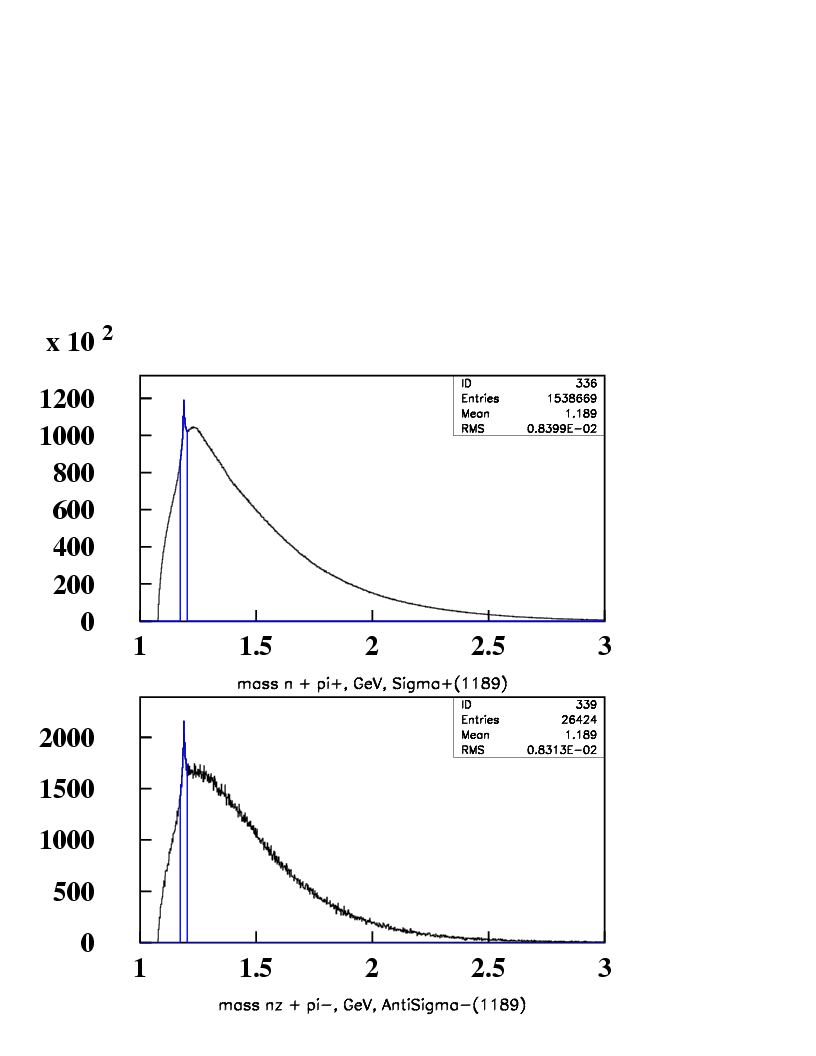 x 10 2
ID 336
Entries 1538669
Mean 1.189
RMS 0.8399E-02
1200
1000
800
600
400
200
0
1 1.5 2 2.5 3
mass n + pi+, GeV, Sigma+(1189)
ID 339
Entries 26424
Mean 1.189
RMS 0.8313E-02
2000
1500
1000
500
0
1 1.5 2 2.5 3
mass nz + pi-, GeV, AntiSigma-(1189)